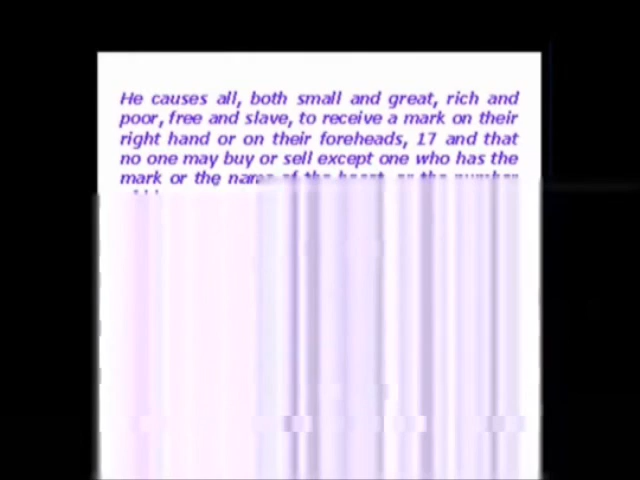 He causes all, both small and great, rich and
poor, free and slave, to receive a mark on their
right hand or on their foreheads, 17 and that
no one may buy or sell except one who has the
mark or the name of the beast, or the number